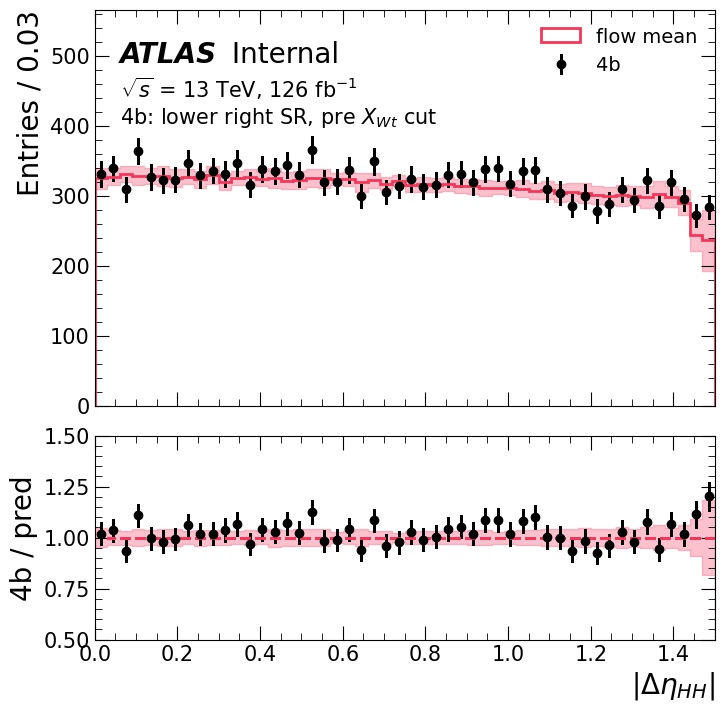 Entries / 0.03
500
400
300
200
100
0
ATLAS Internal
√s = 13 TeV, 126 fb⁻¹
4b: lower right SR, pre X_Wt cut
flow mean
4b
4b / pred
1.50
1.25
1.00
0.75
0.50
0.0 0.2 0.4 0.6 0.8 1.0 1.2 1.4
|Δη_HH|